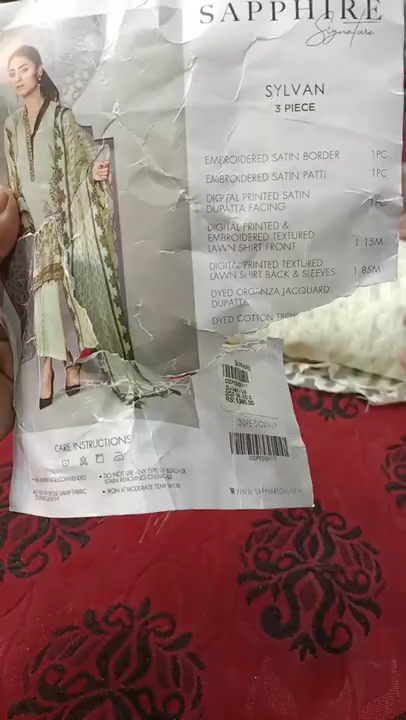 SAPPHIRE
Signature
SYLVAN
3 PIECE
EMBROIDERED SATIN BORDER 1PC
EMBROIDERED SATIN PATTI 1PC
DIGITAL PRINTED SATIN
DUPATTA FACING 1PC
DIGITAL PRINTED &
EMBROIDERED TEXTURED
LAWN SHIRT FRONT 1 15M
DIGITAL PRINTED TEXTURED
LAWN SHIRT BACK & SLEEVES 1 85M
DYED ORGANZA JACQUARD
DUPATTA
DYED COTTON
CARE INSTRUCTIONS
• DO NOT USE ANY TYPE OF BLEACH OR
STAIN REMOVING CHEMICALS
• IRON AT MODERATE TEMP
WWW.SAPPHIREONLINE